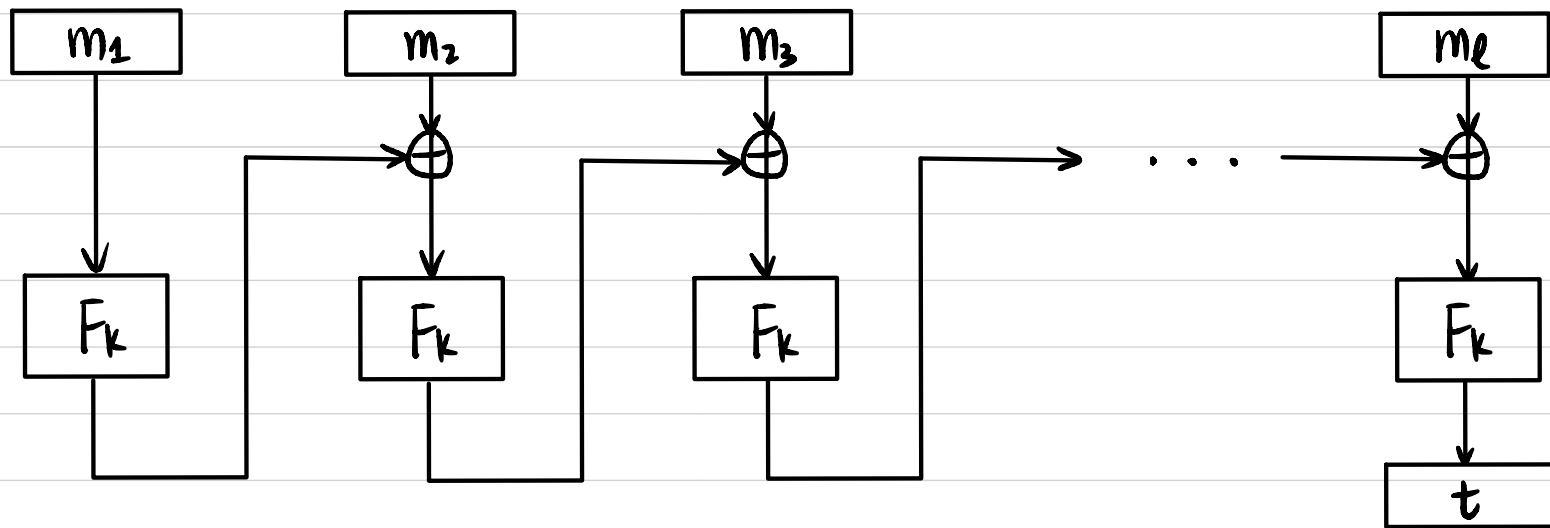 m₁ m₂ m₃ mℓ
. . .
Fₖ Fₖ Fₖ Fₖ
t